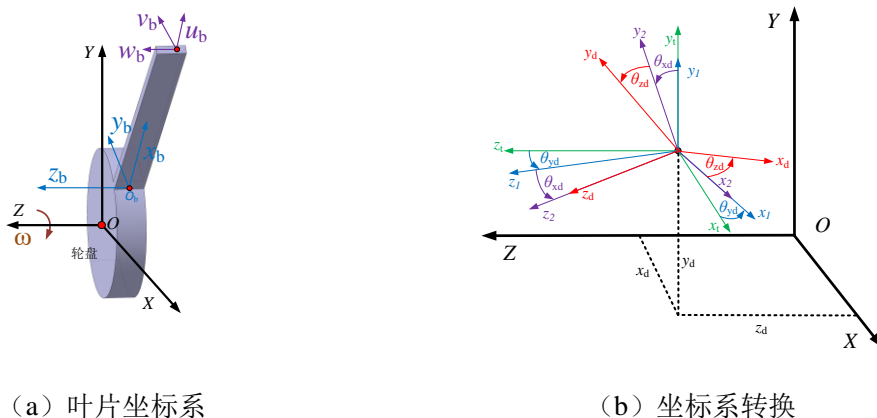 v_b
u_b
w_b
Y
y_b
x_b
z_b
O_b
Z
O
ω
轮盘
X
（a）叶片坐标系
Y
y_2
y_t
y_d
θ_xd
θ_zd
y_1
z_t
θ_yd
θ_zd
x_d
z_1
θ_xd
z_d
x_2
z_2
θ_yd
x_t
x_1
O
Z
x_d
y_d
z_d
X
（b）坐标系转换